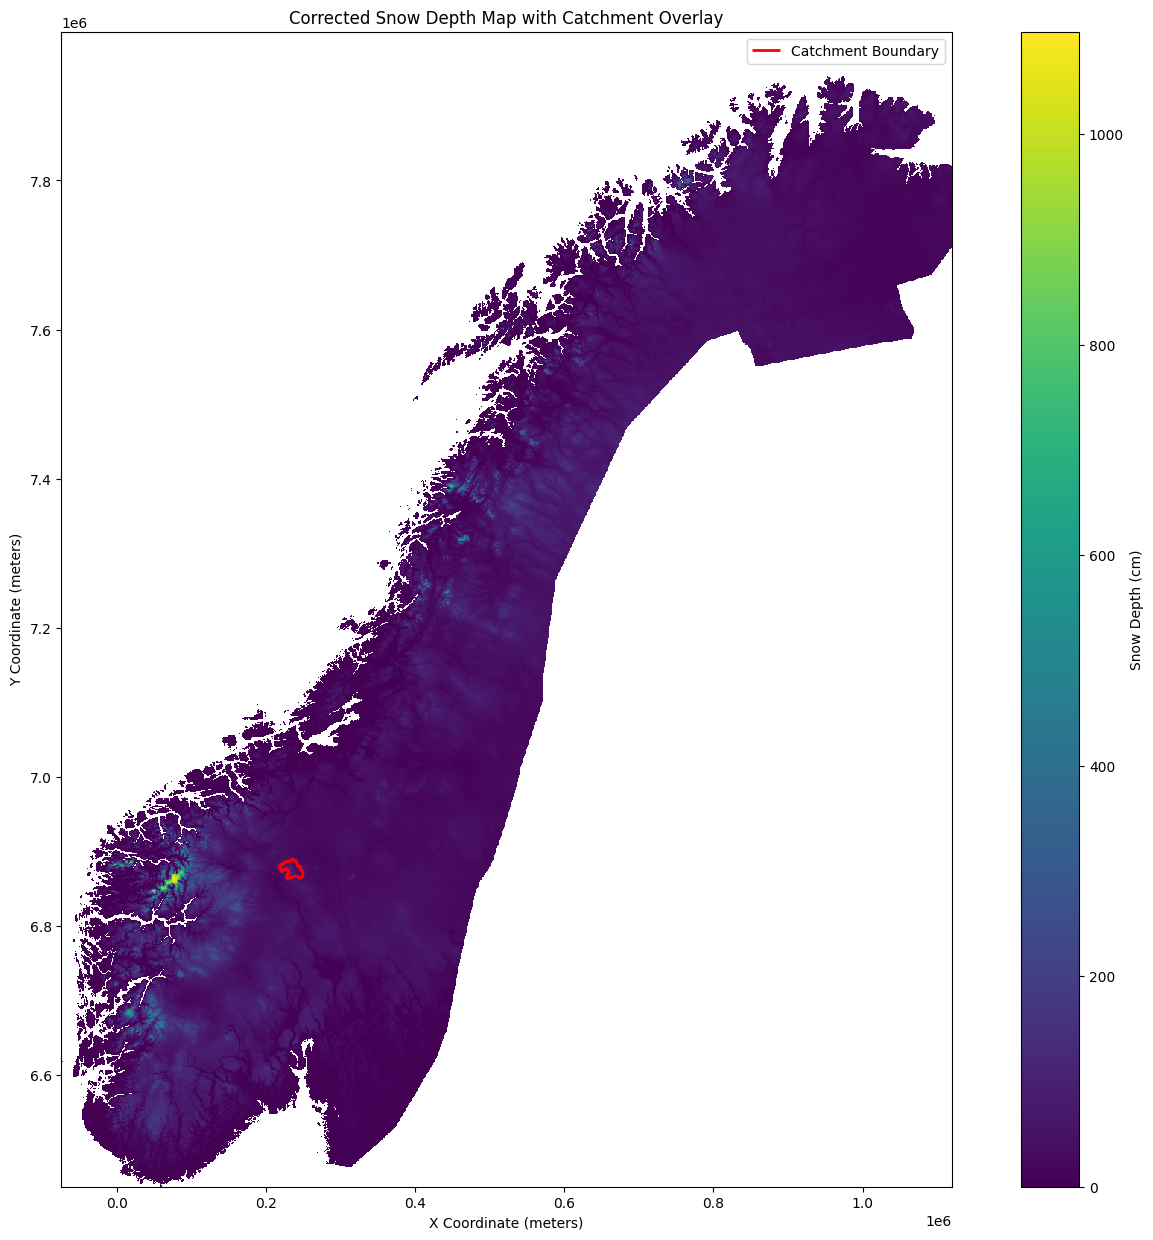 Corrected Snow Depth Map with Catchment Overlay
1e6
Catchment Boundary
7.8
7.6
7.4
7.2
7.0
6.8
6.6
Y Coordinate (meters)
0.0 0.2 0.4 0.6 0.8 1.0
1e6
X Coordinate (meters)
1000
800
600
400
200
0
Snow Depth (cm)